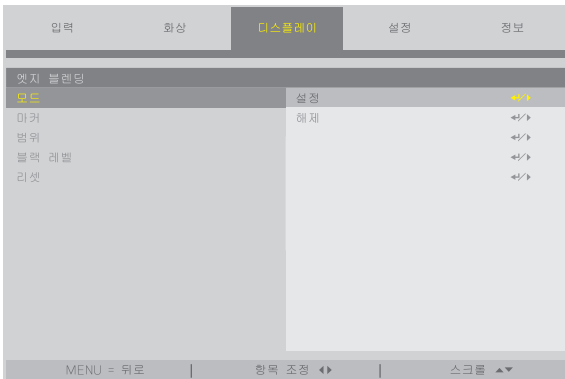 입력 화상 디스플레이 설정 정보
엣지 블렌딩
모드 설정
마커 해제
범위
블랙 레벨
리셋
MENU = 뒤로 | 항목 조정 ◂▸ | 스크롤 ▴▾